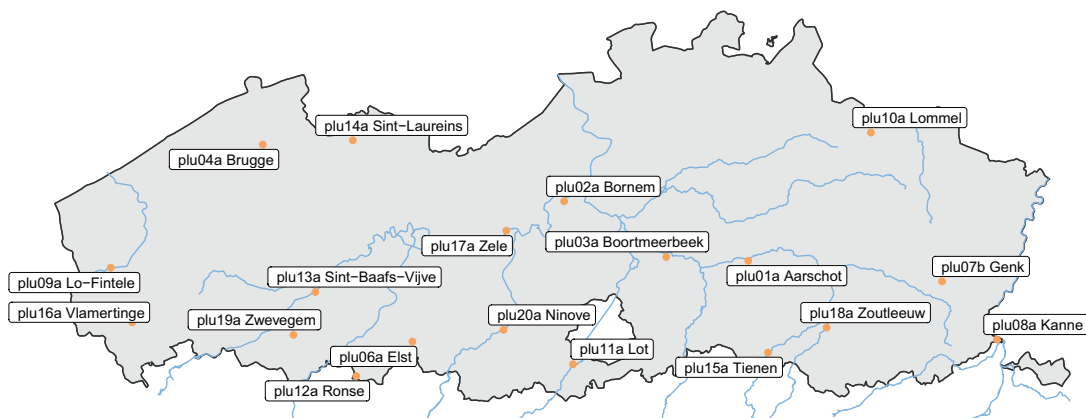 plu10a Lommel
plu14a Sint−Laureins
plu04a Brugge
plu02a Bornem
plu17a Zele
plu03a Boortmeerbeek
plu07b Genk
plu01a Aarschot
plu13a Sint−Baafs−Vijve
plu09a Lo−Fintele
plu16a Vlamertinge
plu20a Ninove
plu18a Zoutleeuw
plu19a Zwevegem
plu08a Kanne
plu11a Lot
plu06a Elst
plu15a Tienen
plu12a Ronse